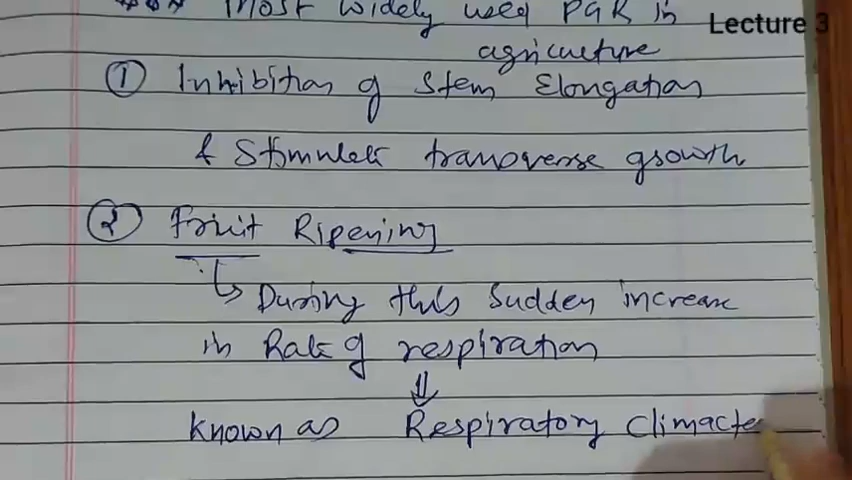 *** Most widely used PGR in
Lecture 3
agriculture
① Inhibition of Stem Elongation
& Stimulate transverse growth
② Fruit Ripening
↳ During this Sudden increase
in Rate of respiration
⇓
known as Respiratory Climacte